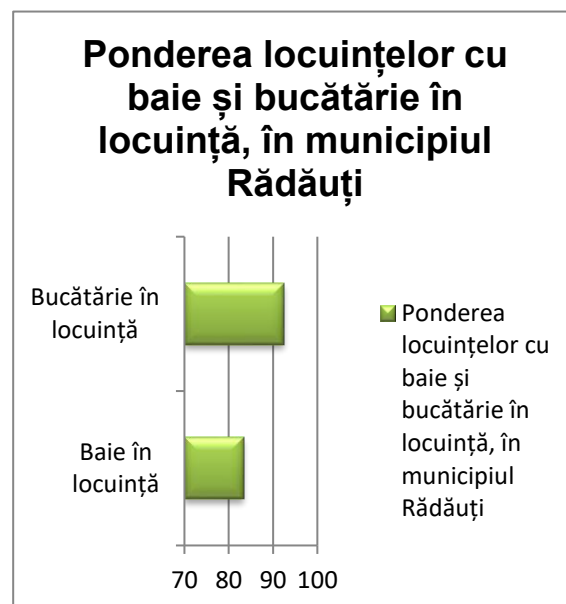 Ponderea locuințelor cu
baie și bucătărie în
locuință, în municipiul
Rădăuți
Bucătărie în
locuință
Baie în
locuință
70 80 90 100
Ponderea
locuințelor cu
baie și
bucătărie în
locuință, în
municipiul
Rădăuți